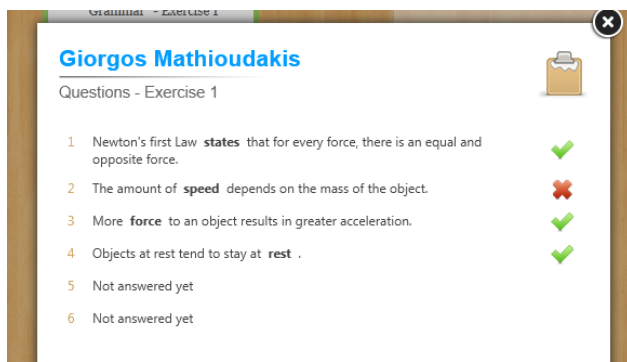 Grammar - Exercise 1
Giorgos Mathioudakis
Questions - Exercise 1
1 Newton's first Law states that for every force, there is an equal and
opposite force.
2 The amount of speed depends on the mass of the object.
3 More force to an object results in greater acceleration.
4 Objects at rest tend to stay at rest .
5 Not answered yet
6 Not answered yet